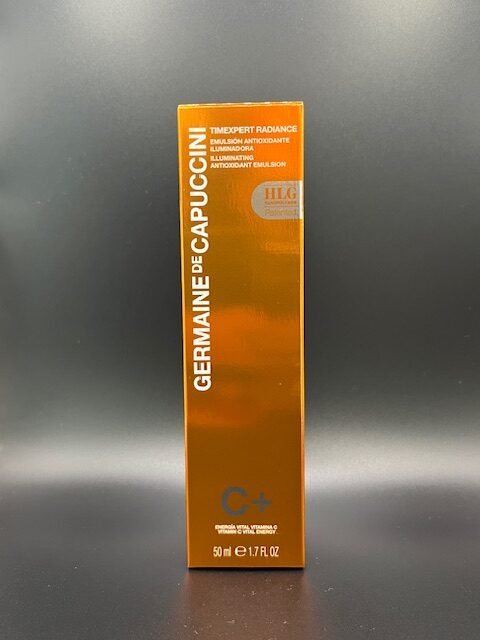 GERMAINE DE CAPUCCINI
TIMEXPERT RADIANCE
EMULSIÓN ANTIOXIDANTE
ILUMINADORA
ILLUMINATING
ANTIOXIDANT EMULSION
HLG
Patented
C+
ENERGÍA VITAL VITAMINA C
VITAMIN C VITAL ENERGY
50 ml ℮ 1.7 FL OZ